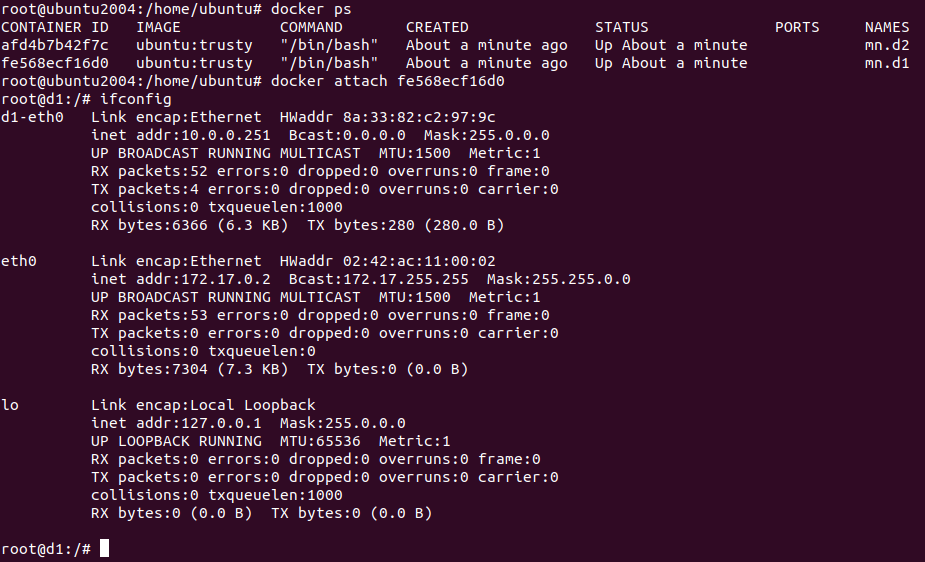 root@ubuntu2004:/home/ubuntu# docker ps
CONTAINER ID   IMAGE           COMMAND       CREATED              STATUS              PORTS     NAMES
afd4b7b42f7c   ubuntu:trusty   "/bin/bash"   About a minute ago   Up About a minute             mn.d2
fe568ecf16d0   ubuntu:trusty   "/bin/bash"   About a minute ago   Up About a minute             mn.d1
root@ubuntu2004:/home/ubuntu# docker attach fe568ecf16d0
root@d1:/# ifconfig
d1-eth0   Link encap:Ethernet  HWaddr 8a:33:82:c2:97:9c
          inet addr:10.0.0.251  Bcast:0.0.0.0  Mask:255.0.0.0
          UP BROADCAST RUNNING MULTICAST  MTU:1500  Metric:1
          RX packets:52 errors:0 dropped:0 overruns:0 frame:0
          TX packets:4 errors:0 dropped:0 overruns:0 carrier:0
          collisions:0 txqueuelen:1000
          RX bytes:6366 (6.3 KB)  TX bytes:280 (280.0 B)

eth0      Link encap:Ethernet  HWaddr 02:42:ac:11:00:02
          inet addr:172.17.0.2  Bcast:172.17.255.255  Mask:255.255.0.0
          UP BROADCAST RUNNING MULTICAST  MTU:1500  Metric:1
          RX packets:53 errors:0 dropped:0 overruns:0 frame:0
          TX packets:0 errors:0 dropped:0 overruns:0 carrier:0
          collisions:0 txqueuelen:0
          RX bytes:7304 (7.3 KB)  TX bytes:0 (0.0 B)

lo        Link encap:Local Loopback
          inet addr:127.0.0.1  Mask:255.0.0.0
          UP LOOPBACK RUNNING  MTU:65536  Metric:1
          RX packets:0 errors:0 dropped:0 overruns:0 frame:0
          TX packets:0 errors:0 dropped:0 overruns:0 carrier:0
          collisions:0 txqueuelen:1000
          RX bytes:0 (0.0 B)  TX bytes:0 (0.0 B)

root@d1:/#